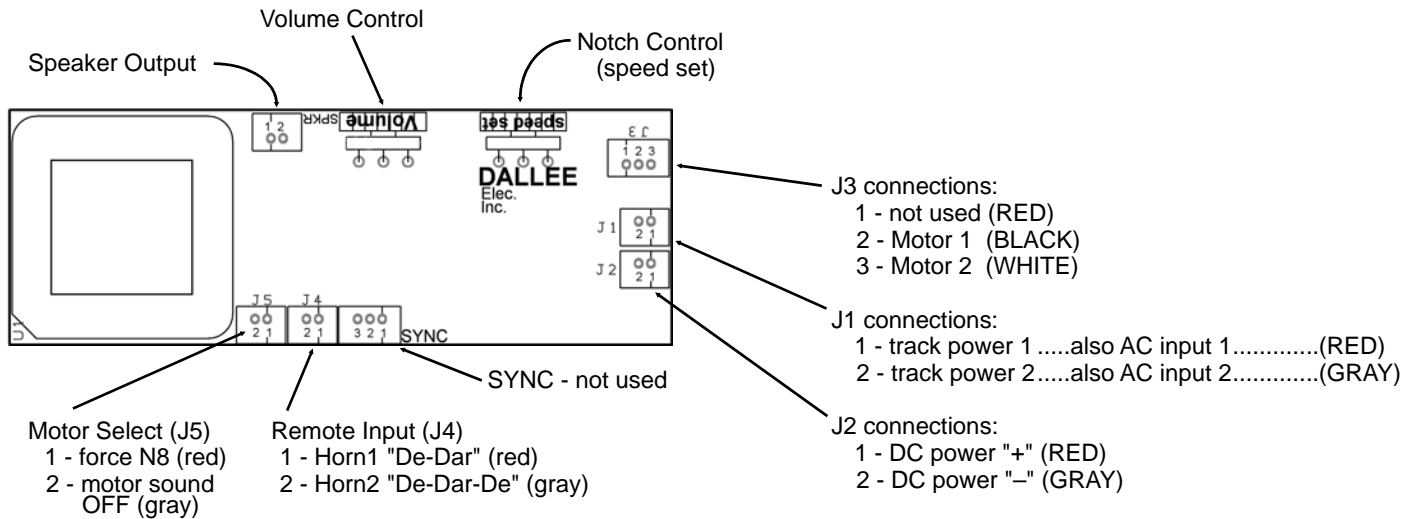 Volume Control
Notch Control
(speed set)
Speaker Output
1 2
SPKR
Volume
speed set
J3
1 2 3
DALLEE
Elec.
Inc.
J1
2 1
J2
2 1
U1
J5
2 1
J4
2 1
3 2 1
SYNC
J3 connections:
1 - not used (RED)
2 - Motor 1 (BLACK)
3 - Motor 2 (WHITE)
J1 connections:
1 - track power 1 .....also AC input 1.............(RED)
2 - track power 2.....also AC input 2.............(GRAY)
SYNC - not used
J2 connections:
1 - DC power "+" (RED)
2 - DC power "–" (GRAY)
Motor Select (J5)
1 - force N8 (red)
2 - motor sound
OFF (gray)
Remote Input (J4)
1 - Horn1 "De-Dar" (red)
2 - Horn2 "De-Dar-De" (gray)